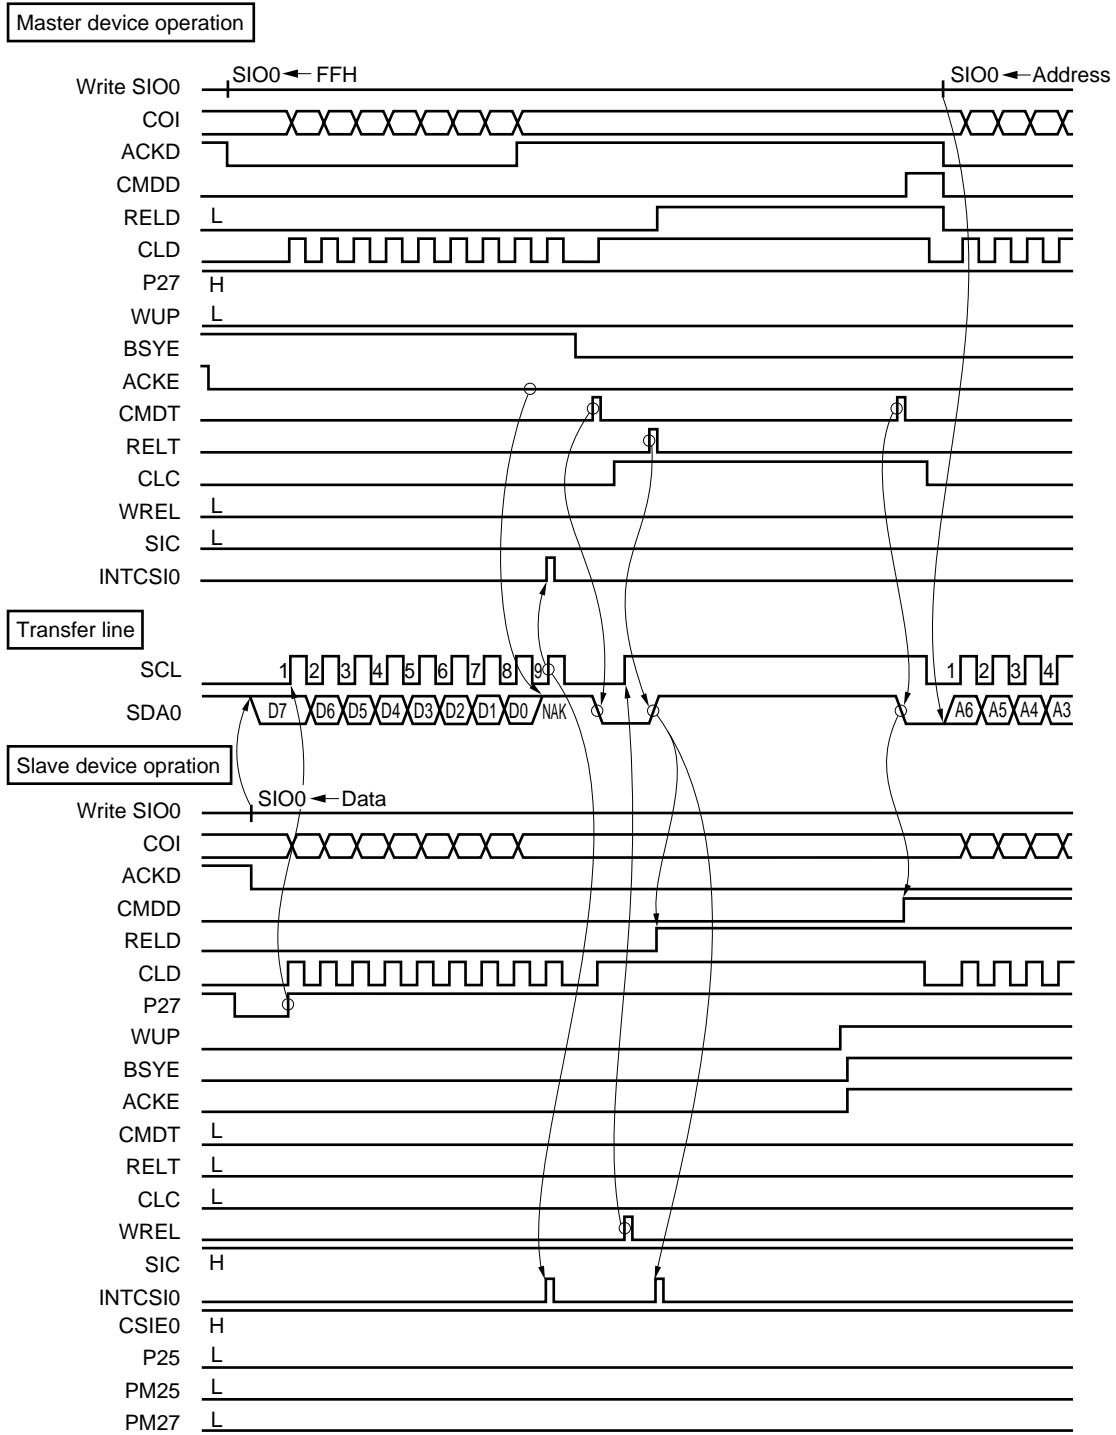 Master device operation
Write SIO0 SIO0 ← FFH SIO0 ← Address
COI
ACKD
CMDD
RELD L
CLD
P27 H
WUP L
BSYE
ACKE
CMDT
RELT
CLC
WREL L
SIC L
INTCSI0
Transfer line
SCL 1 2 3 4 5 6 7 8 9 1 2 3 4
SDA0 D7 D6 D5 D4 D3 D2 D1 D0 NAK A6 A5 A4 A3
Slave device opration
Write SIO0 SIO0 ← Data
COI
ACKD
CMDD
RELD
CLD
P27
WUP
BSYE
ACKE
CMDT L
RELT L
CLC L
WREL
SIC H
INTCSI0
CSIE0 H
P25 L
PM25 L
PM27 L